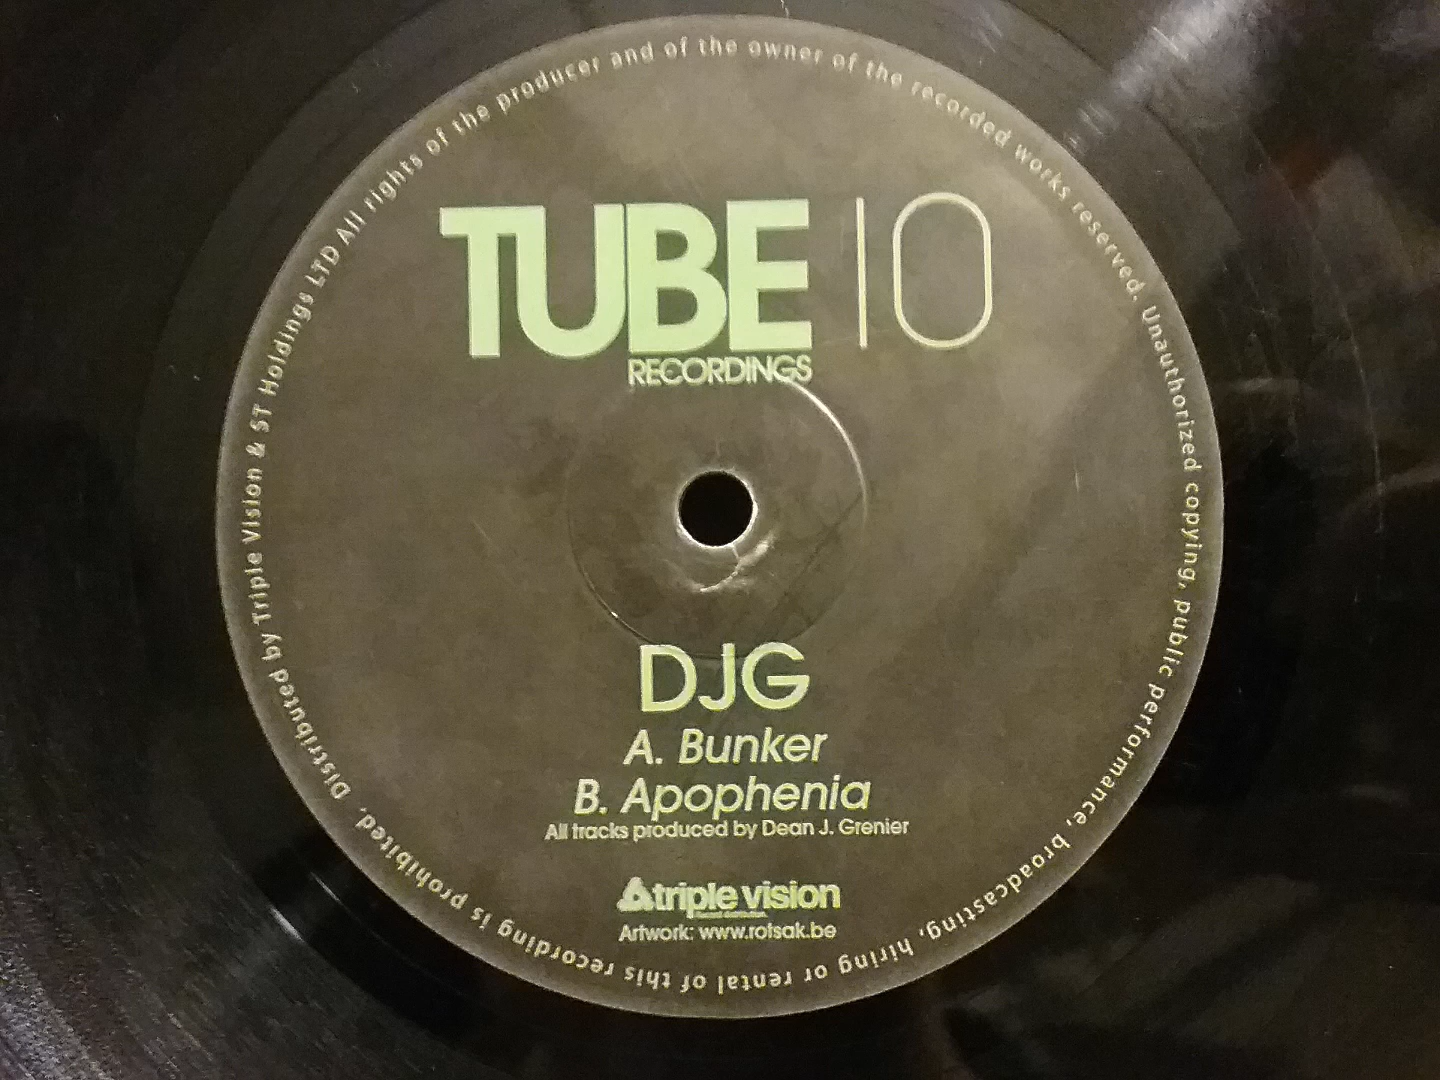 TUBE 10
RECORDINGS
DJG
A. Bunker
B. Apophenia
All tracks produced by Dean J. Grenier
triple vision
Record distribution.
Artwork: www.rotsak.be
Distributed by Triple Vision & ST Holdings LTD All rights of the producer and of the owner of the recorded works reserved. Unauthorized copying, public performance, broadcasting, hiring or rental of this recording is prohibited.